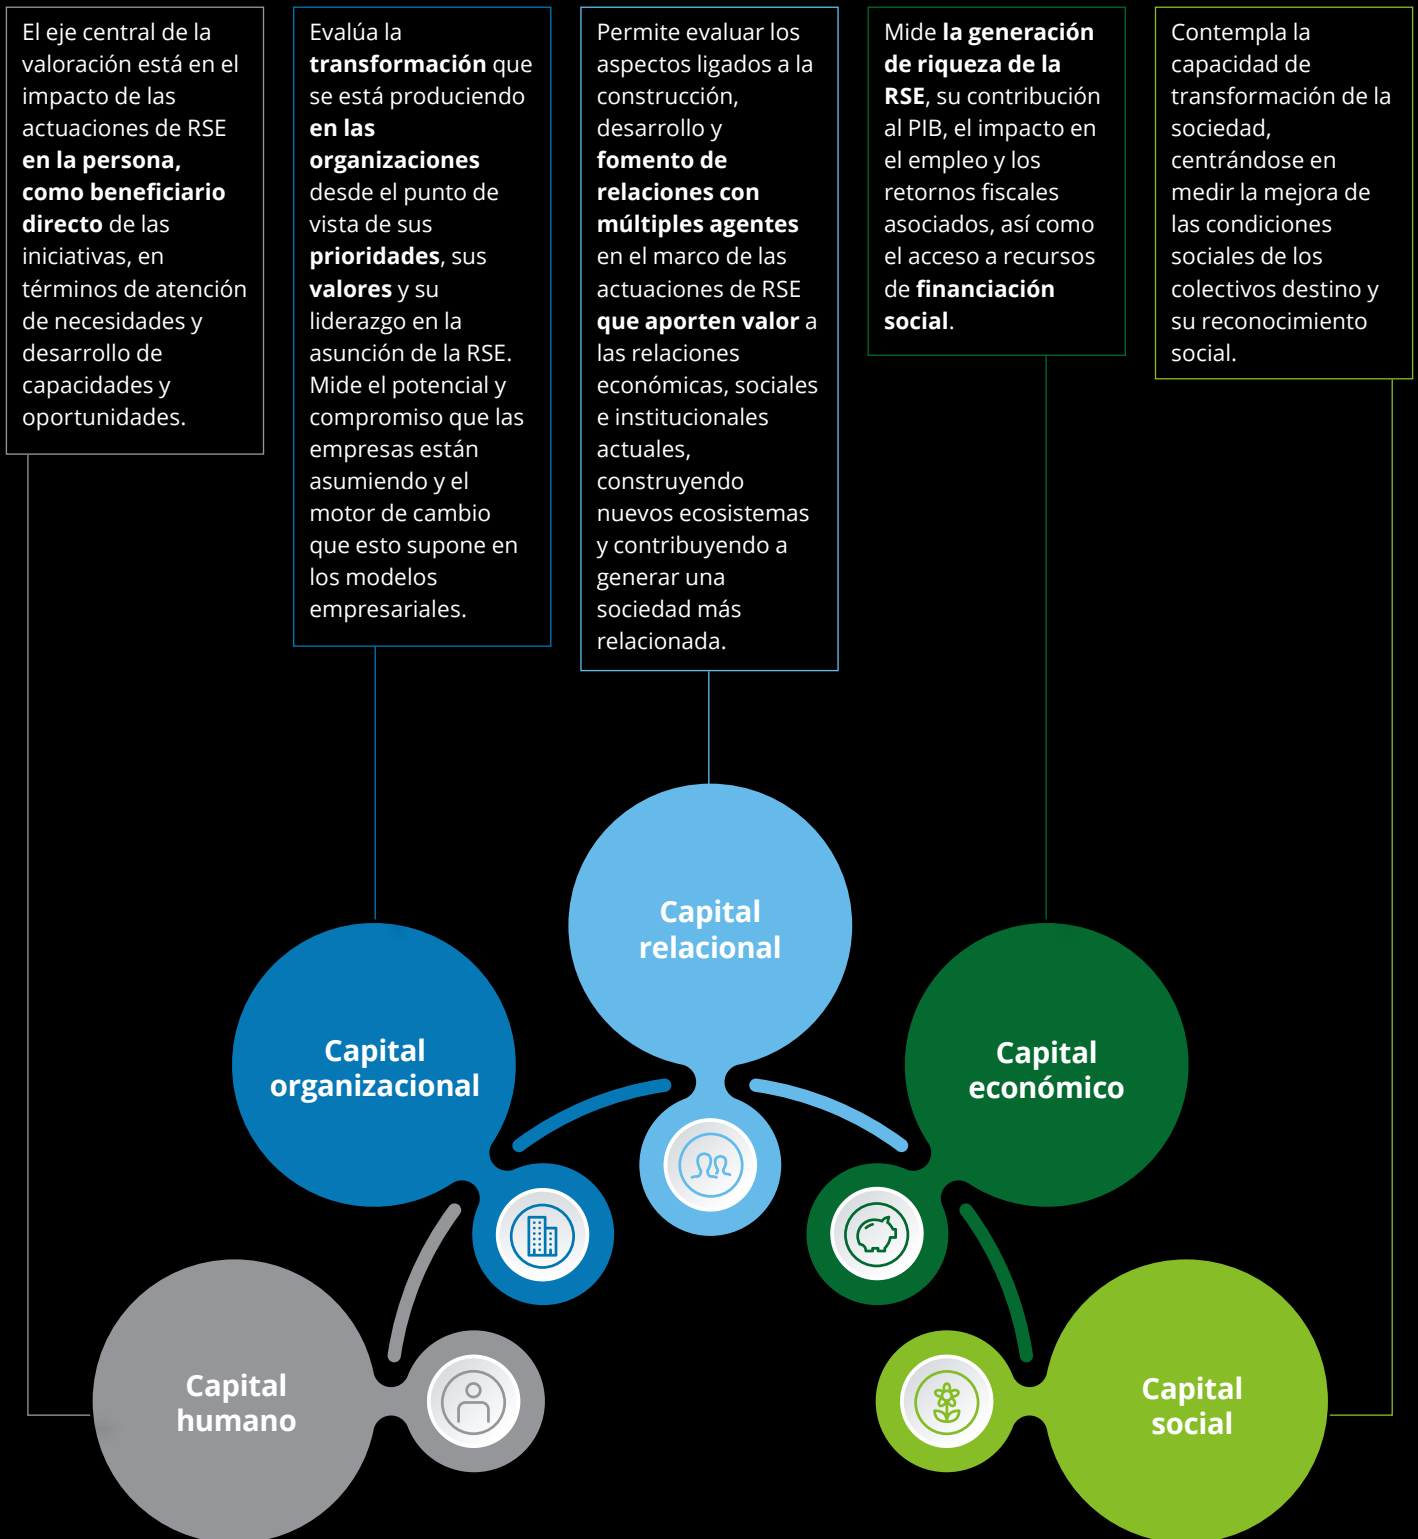 El eje central de la
valoración está en el
impacto de las
actuaciones de RSE
en la persona,
como beneficiario
directo de las
iniciativas, en
términos de atención
de necesidades y
desarrollo de
capacidades y
oportunidades.
Evalúa la
transformación que
se está produciendo
en las
organizaciones
desde el punto de
vista de sus
prioridades, sus
valores y su
liderazgo en la
asunción de la RSE.
Mide el potencial y
compromiso que las
empresas están
asumiendo y el
motor de cambio
que esto supone en
los modelos
empresariales.
Permite evaluar los
aspectos ligados a la
construcción,
desarrollo y
fomento de
relaciones con
múltiples agentes
en el marco de las
actuaciones de RSE
que aporten valor a
las relaciones
económicas, sociales
e institucionales
actuales,
construyendo
nuevos ecosistemas
y contribuyendo a
generar una
sociedad más
relacionada.
Mide la generación
de riqueza de la
RSE, su contribución
al PIB, el impacto en
el empleo y los
retornos fiscales
asociados, así como
el acceso a recursos
de financiación
social.
Contempla la
capacidad de
transformación de la
sociedad,
centrándose en
medir la mejora de
las condiciones
sociales de los
colectivos destino y
su reconocimiento
social.
Capital
relacional
Capital
organizacional
Capital
económico
Capital
humano
Capital
social